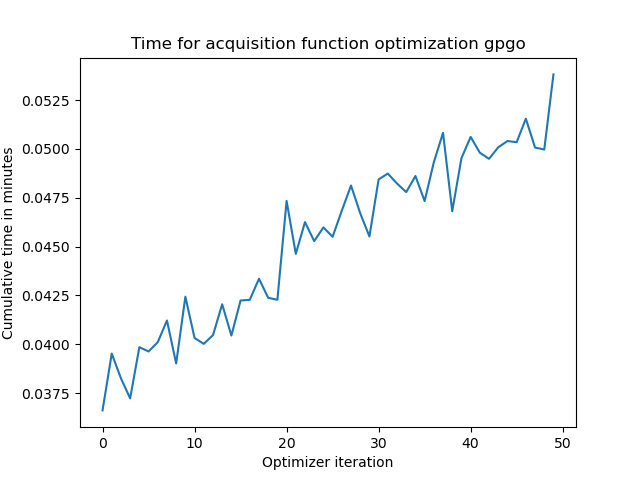 Time for acquisition function optimization gpgo
Cumulative time in minutes
0.0525
0.0500
0.0475
0.0450
0.0425
0.0400
0.0375
0 10 20 30 40 50
Optimizer iteration